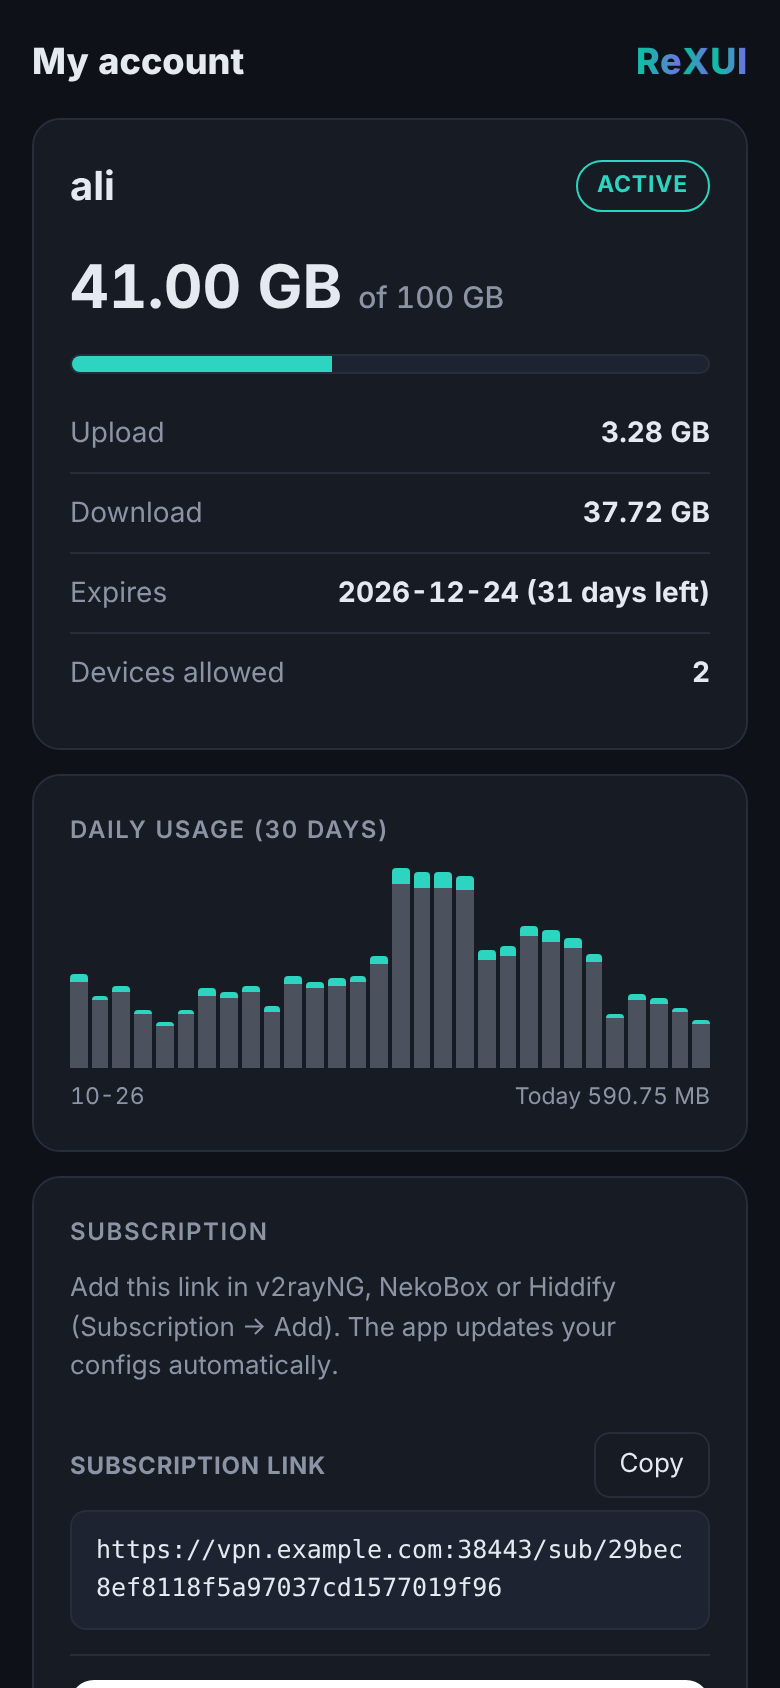 My account
ReXUI
ali
ACTIVE
41.00 GB of 100 GB
Upload 3.28 GB
Download 37.72 GB
Expires 2026-12-24 (31 days left)
Devices allowed 2
DAILY USAGE (30 DAYS)
10-26 Today 590.75 MB
SUBSCRIPTION
Add this link in v2rayNG, NekoBox or Hiddify
(Subscription → Add). The app updates your
configs automatically.
SUBSCRIPTION LINK
Copy
https://vpn.example.com:38443/sub/29bec
8ef8118f5a97037cd1577019f96